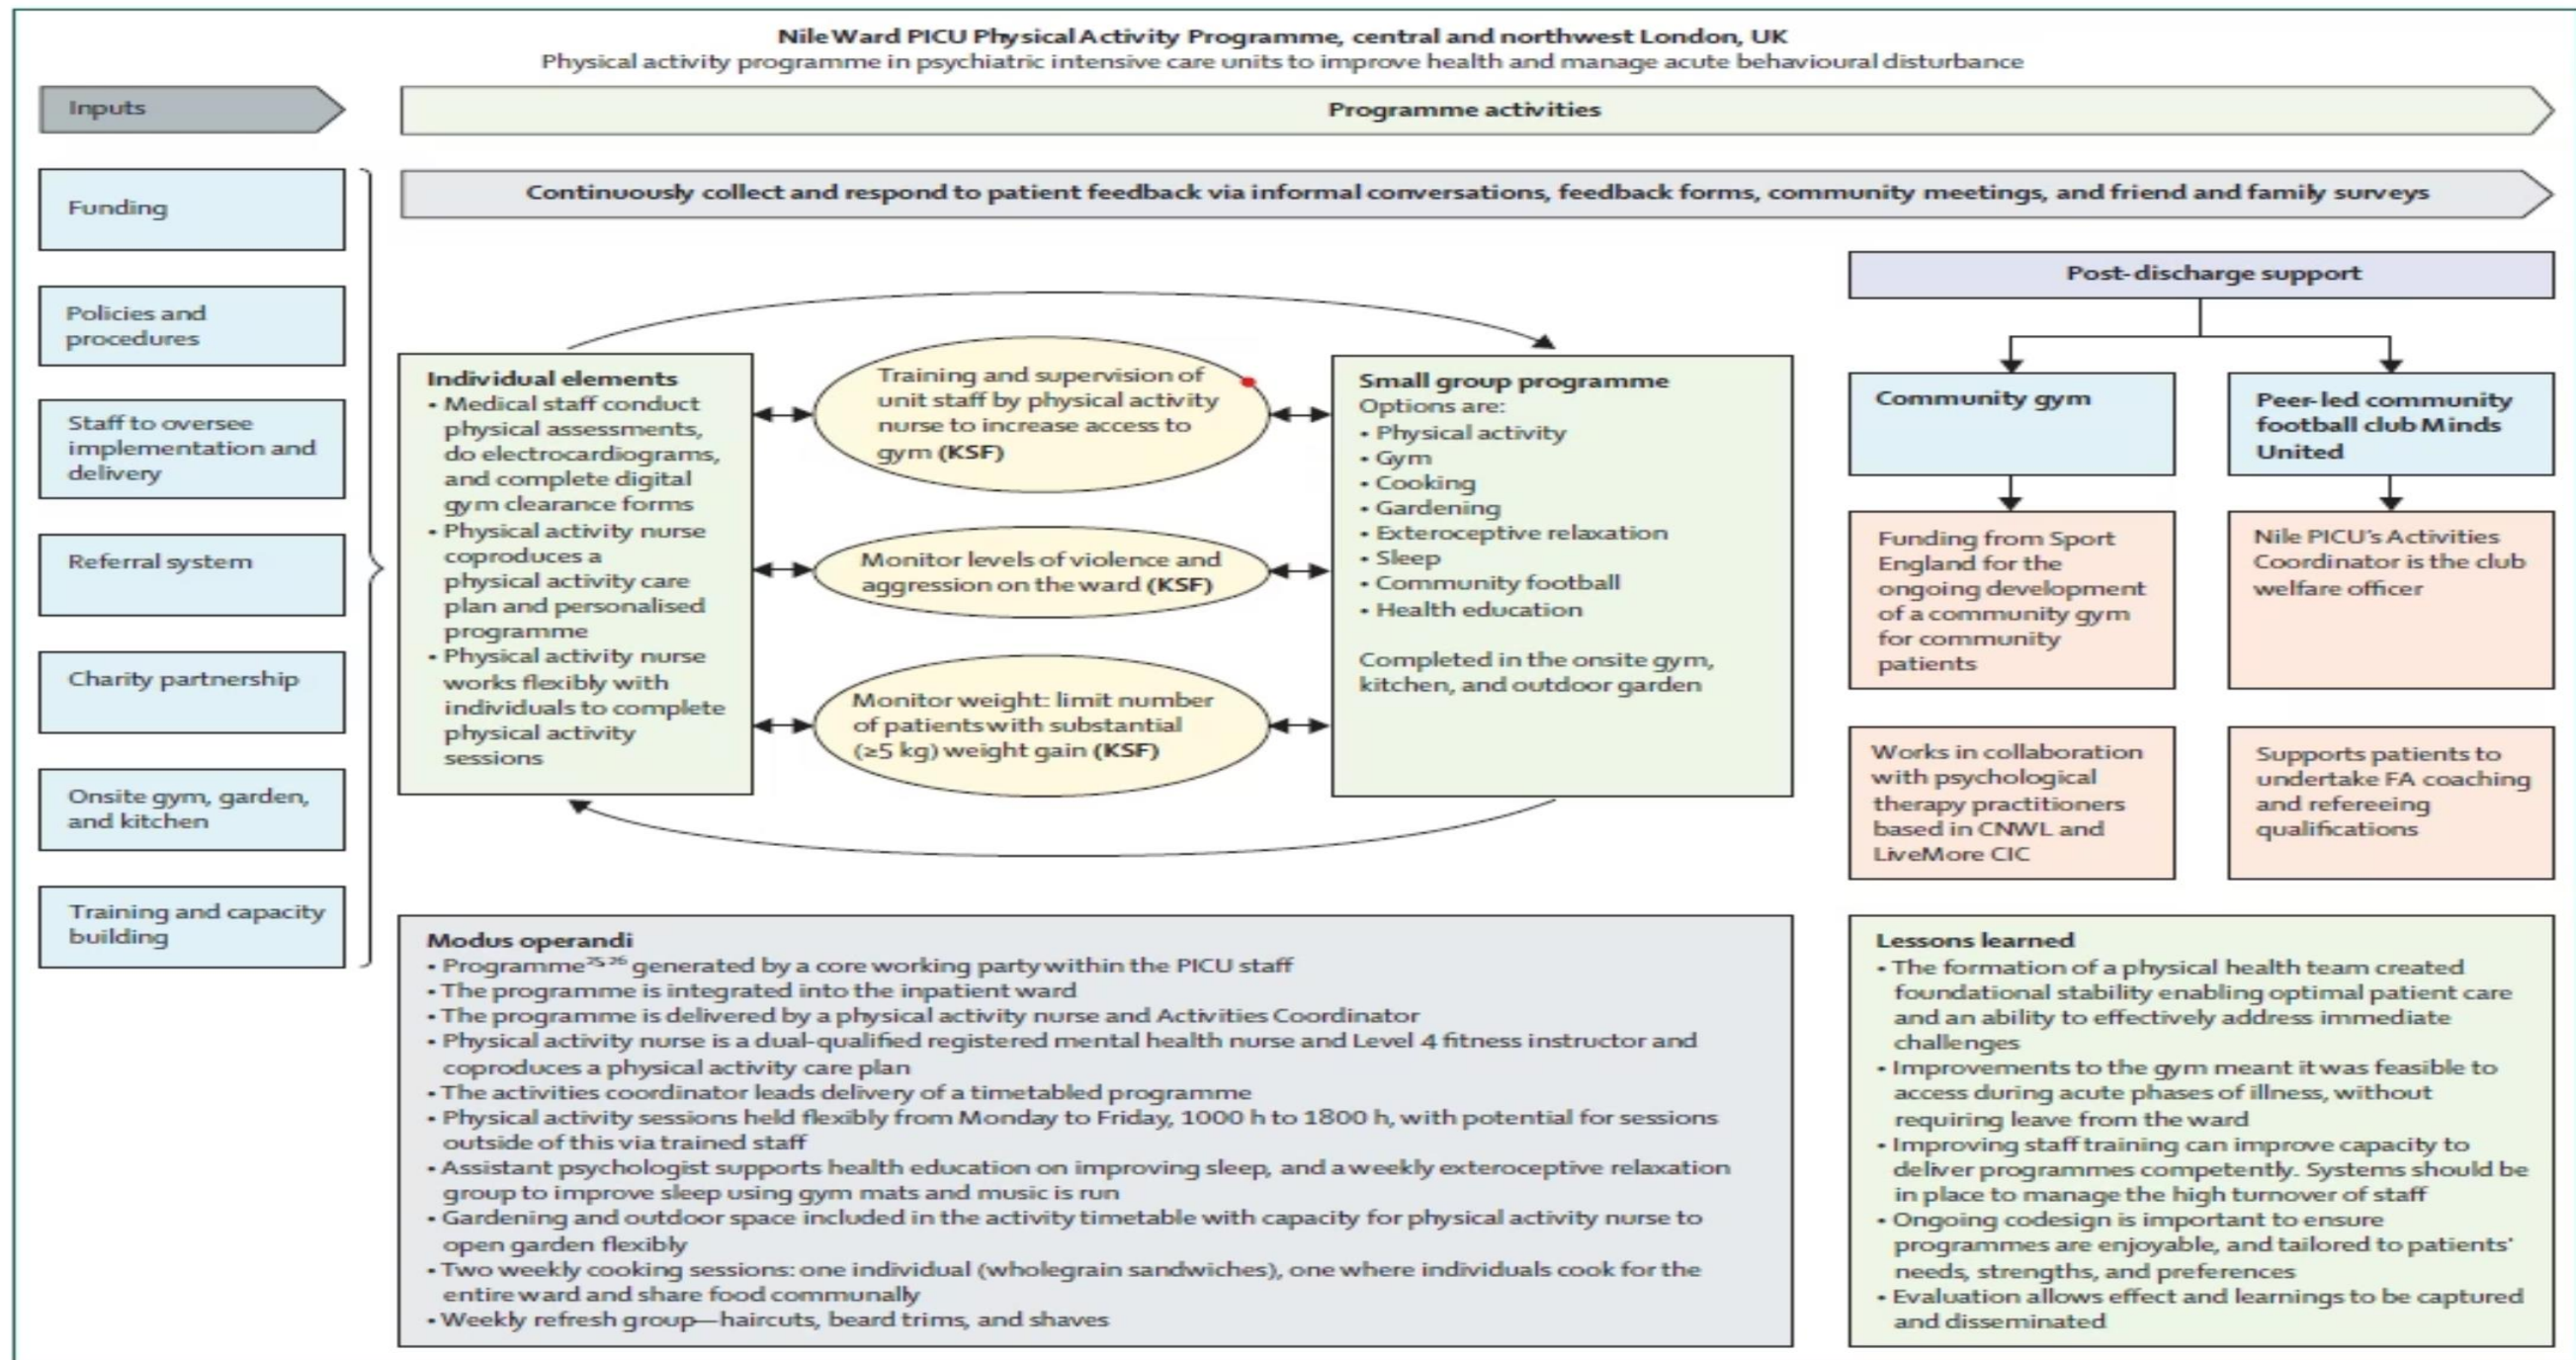 Nile Ward PICU Physical Activity Programme, central and northwest London, UK
Physical activity programme in psychiatric intensive care units to improve health and manage acute behavioural disturbance
Inputs
Programme activities
Funding
Policies and
procedures
Staff to oversee
implementation and
delivery
Referral system
Charity partnership
Onsite gym, garden,
and kitchen
Training and capacity
building
Continuously collect and respond to patient feedback via informal conversations, feedback forms, community meetings, and friend and family surveys
Individual elements
• Medical staff conduct
physical assessments,
do electrocardiograms,
and complete digital
gym clearance forms
• Physical activity nurse
coproduces a
physical activity care
plan and personalised
programme
• Physical activity nurse
works flexibly with
individuals to complete
physical activity
sessions
Training and supervision of
unit staff by physical activity
nurse to increase access to
gym (KSF)
Monitor levels of violence and
aggression on the ward (KSF)
Monitor weight: limit number
of patients with substantial
(≥5 kg) weight gain (KSF)
Small group programme
Options are:
• Physical activity
• Gym
• Cooking
• Gardening
• Exteroceptive relaxation
• Sleep
• Community football
• Health education
Completed in the onsite gym,
kitchen, and outdoor garden
Post-discharge support
Community gym
Funding from Sport
England for the
ongoing development
of a community gym
for community
patients
Works in collaboration
with psychological
therapy practitioners
based in CNWL and
LiveMore CIC
Peer-led community
football club Minds
United
Nile PICU's Activities
Coordinator is the club
welfare officer
Supports patients to
undertake FA coaching
and refereeing
qualifications
Modus operandi
• Programme²⁵ ²⁶ generated by a core working party within the PICU staff
• The programme is integrated into the inpatient ward
• The programme is delivered by a physical activity nurse and Activities Coordinator
• Physical activity nurse is a dual-qualified registered mental health nurse and Level 4 fitness instructor and
coproduces a physical activity care plan
• The activities coordinator leads delivery of a timetabled programme
• Physical activity sessions held flexibly from Monday to Friday, 1000 h to 1800 h, with potential for sessions
outside of this via trained staff
• Assistant psychologist supports health education on improving sleep, and a weekly exteroceptive relaxation
group to improve sleep using gym mats and music is run
• Gardening and outdoor space included in the activity timetable with capacity for physical activity nurse to
open garden flexibly
• Two weekly cooking sessions: one individual (wholegrain sandwiches), one where individuals cook for the
entire ward and share food communally
• Weekly refresh group—haircuts, beard trims, and shaves
Lessons learned
• The formation of a physical health team created
foundational stability enabling optimal patient care
and an ability to effectively address immediate
challenges
• Improvements to the gym meant it was feasible to
access during acute phases of illness, without
requiring leave from the ward
• Improving staff training can improve capacity to
deliver programmes competently. Systems should be
in place to manage the high turnover of staff
• Ongoing codesign is important to ensure
programmes are enjoyable, and tailored to patients'
needs, strengths, and preferences
• Evaluation allows effect and learnings to be captured
and disseminated